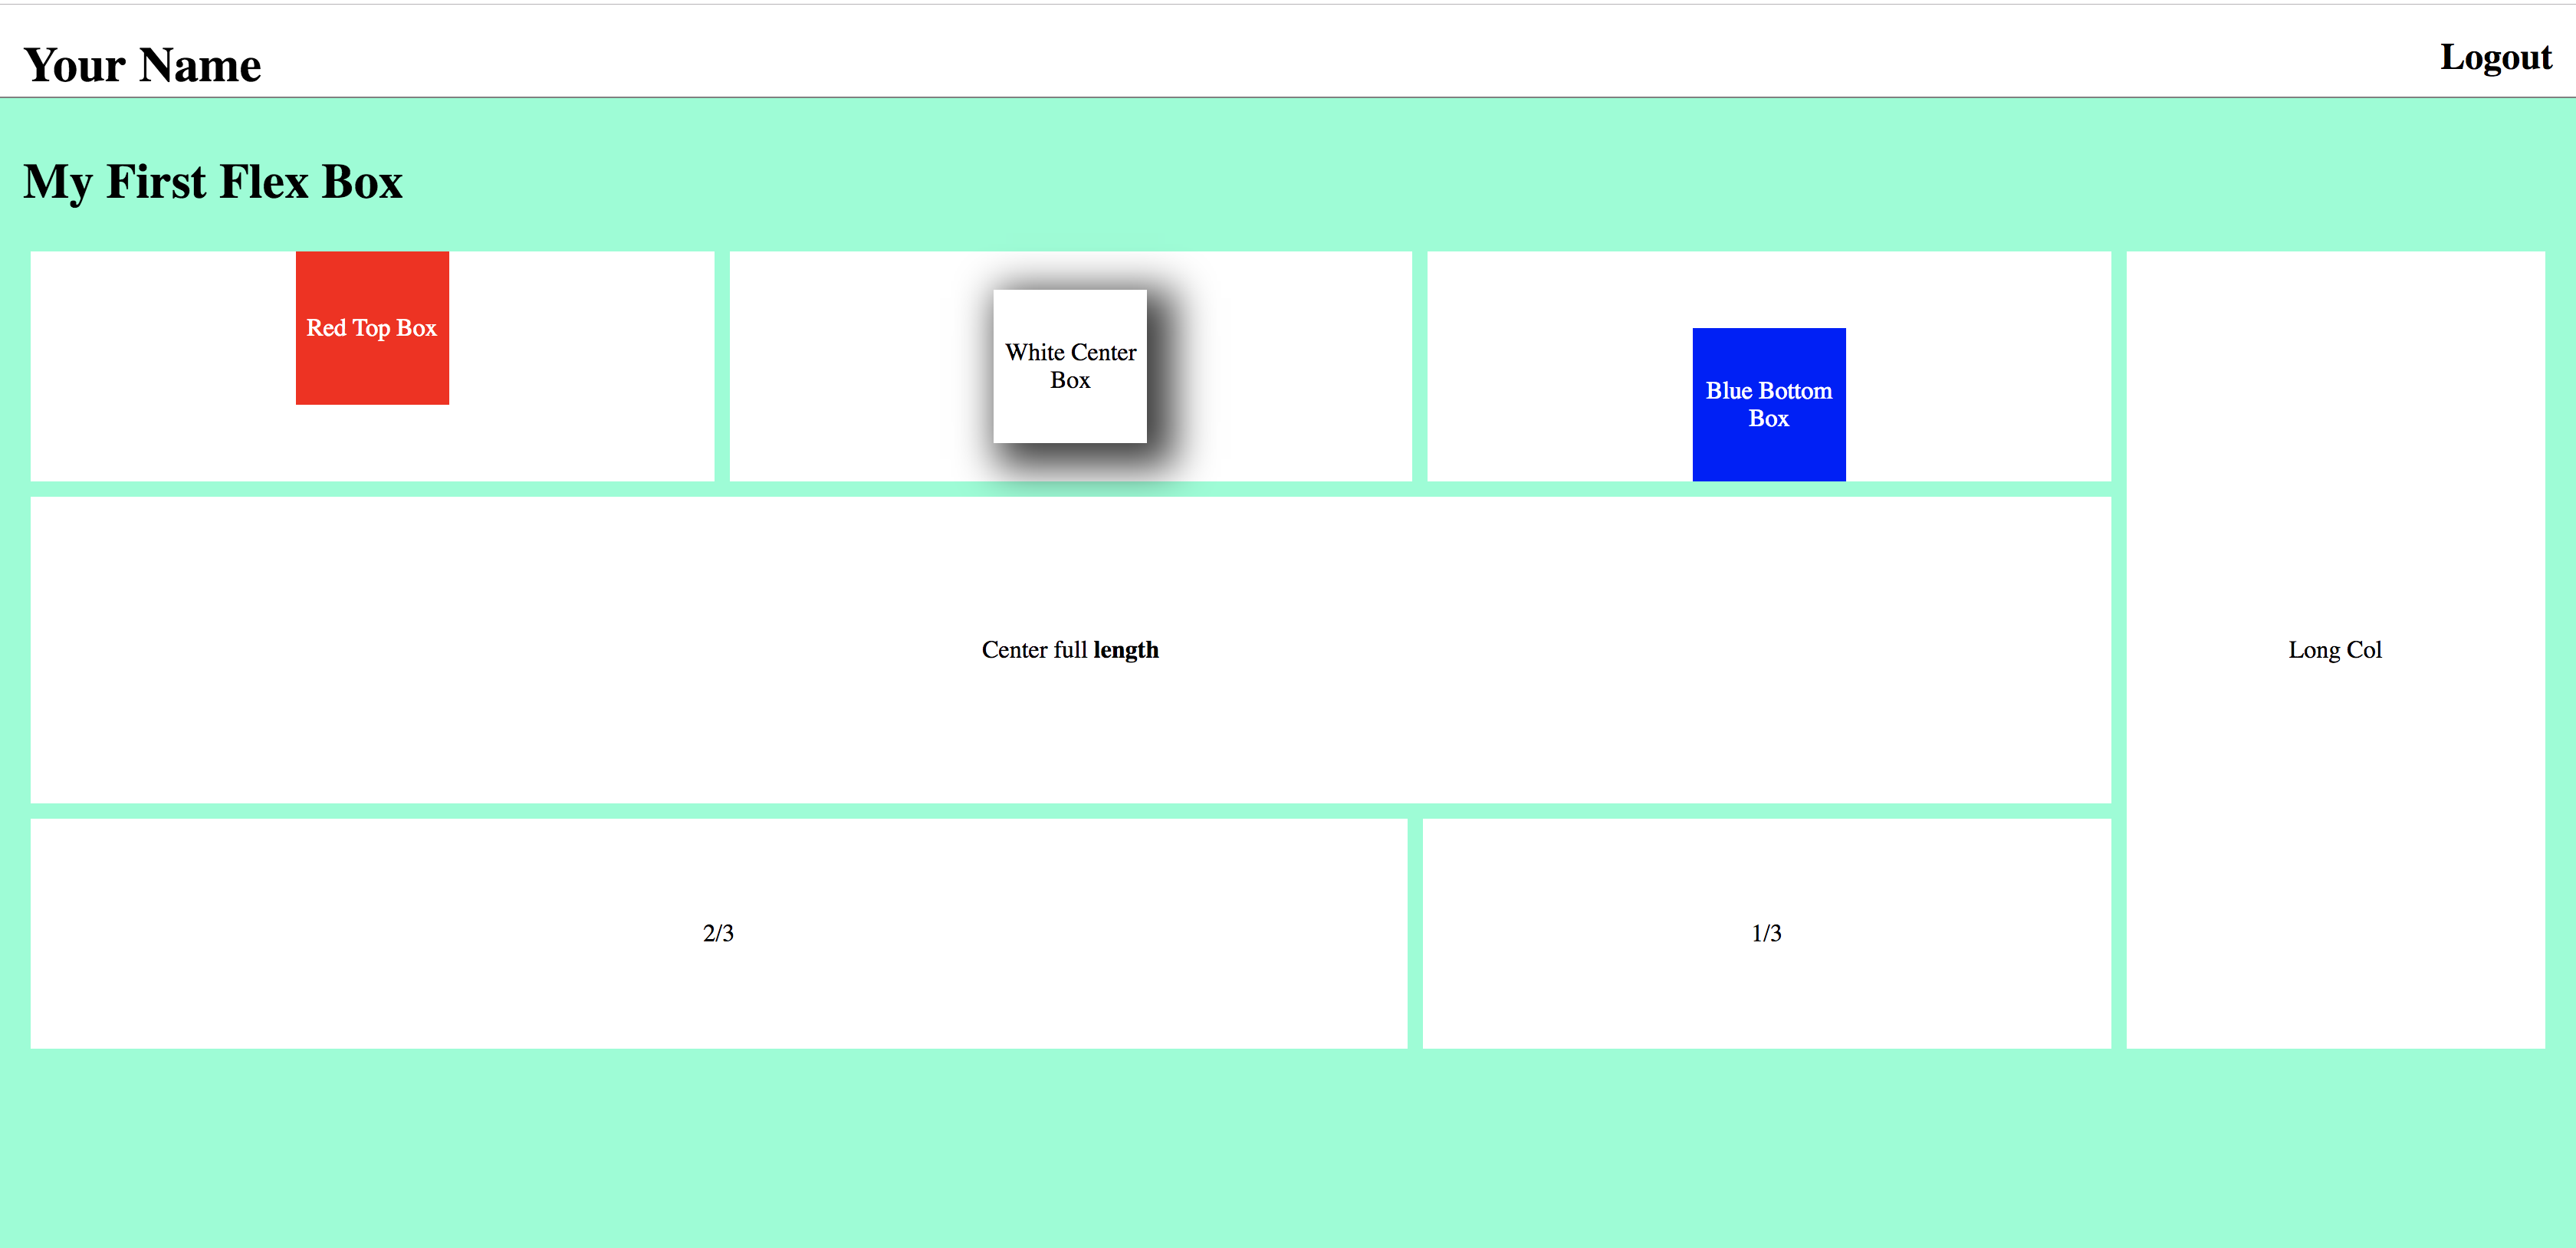 Your Name
Logout
My First Flex Box
Red Top Box
White Center
Box
Blue Bottom
Box
Center full length
Long Col
2/3
1/3